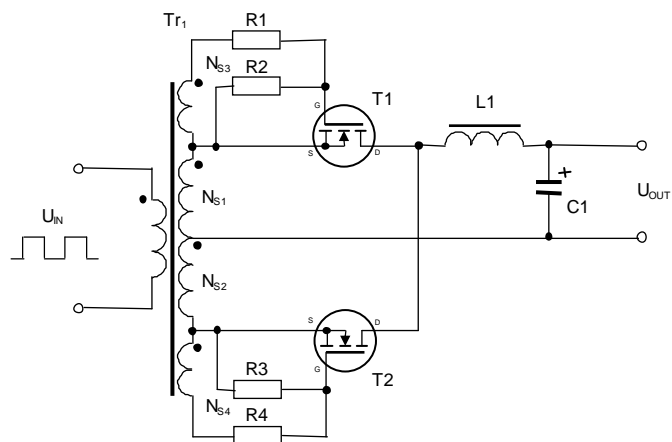 Tr1
R1
NS3
R2
G
T1
L1
S
D
+
UIN
NS1
C1
UOUT
NS2
S
D
G
R3
T2
NS4
R4